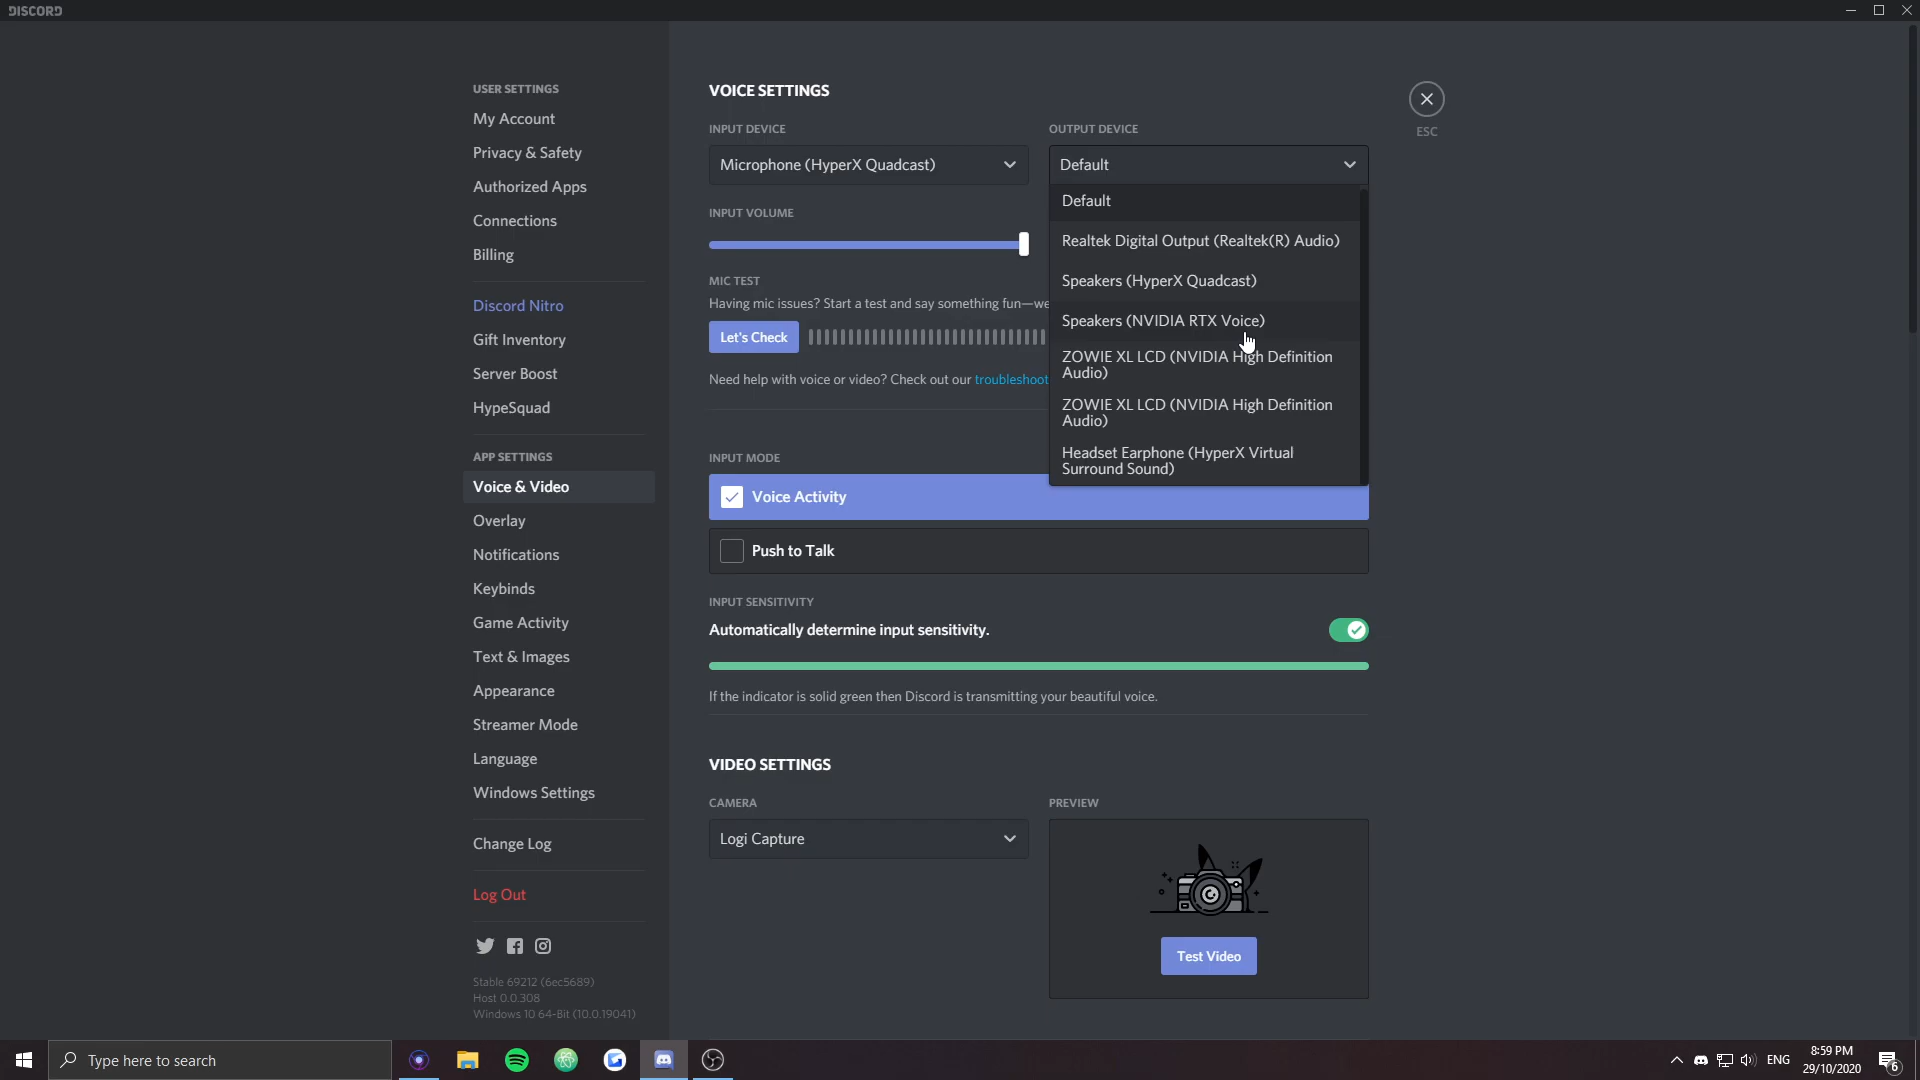 DISCORD
USER SETTINGS
My Account
Privacy & Safety
Authorized Apps
Connections
Billing
Discord Nitro
Gift Inventory
Server Boost
HypeSquad
APP SETTINGS
Voice & Video
Overlay
Notifications
Keybinds
Game Activity
Text & Images
Appearance
Streamer Mode
Language
Windows Settings
Change Log
Log Out
Stable 69212 (6ec5689)
Host 0.0.308
Windows 10 64-Bit (10.0.19041)
VOICE SETTINGS
INPUT DEVICE
Microphone (HyperX Quadcast)
INPUT VOLUME
MIC TEST
Having mic issues? Start a test and say something fun—we
Let's Check
Need help with voice or video? Check out our troubleshoot
OUTPUT DEVICE
Default
Default
Realtek Digital Output (Realtek(R) Audio)
Speakers (HyperX Quadcast)
Speakers (NVIDIA RTX Voice)
ZOWIE XL LCD (NVIDIA High Definition
Audio)
ZOWIE XL LCD (NVIDIA High Definition
Audio)
Headset Earphone (HyperX Virtual
Surround Sound)
ESC
INPUT MODE
Voice Activity
Push to Talk
INPUT SENSITIVITY
Automatically determine input sensitivity.
If the indicator is solid green then Discord is transmitting your beautiful voice.
VIDEO SETTINGS
CAMERA
Logi Capture
PREVIEW
Test Video
Type here to search
ENG
8:59 PM
29/10/2020
6